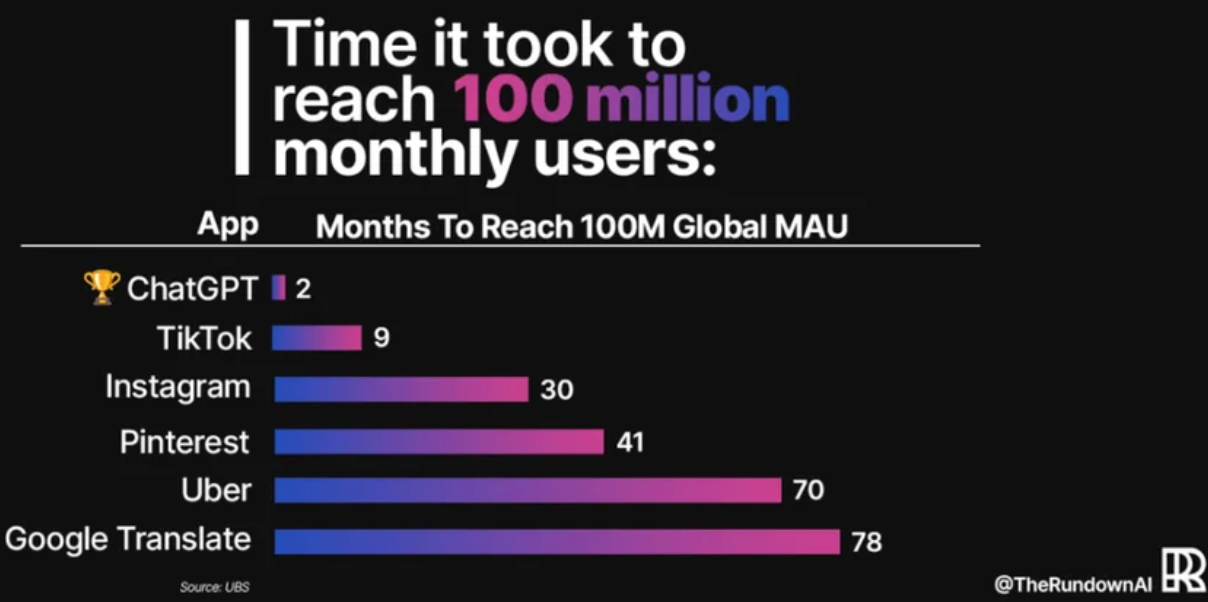 Time it took to
reach 100 million
monthly users:
App Months To Reach 100M Global MAU
ChatGPT 2
TikTok 9
Instagram 30
Pinterest 41
Uber 70
Google Translate 78
Source: UBS
@TheRundownAI R